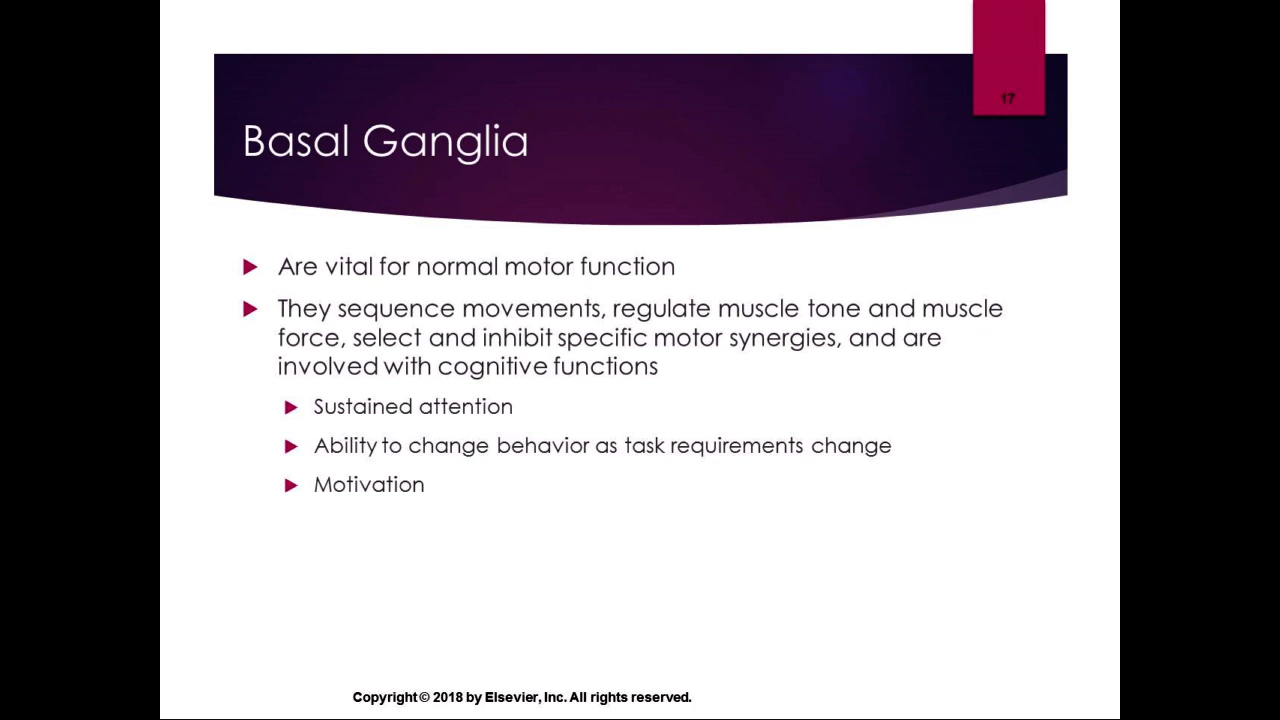 17
Basal Ganglia
Are vital for normal motor function
They sequence movements, regulate muscle tone and muscle
force, select and inhibit specific motor synergies, and are
involved with cognitive functions
Sustained attention
Ability to change behavior as task requirements change
Motivation
Copyright © 2018 by Elsevier, Inc. All rights reserved.